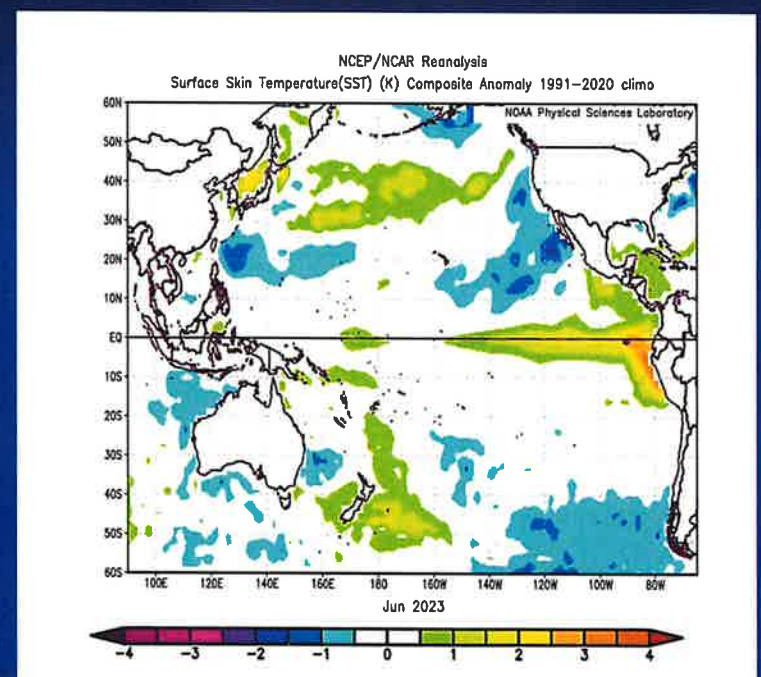 NCEP/NCAR Reanalysis
Surface Skin Temperature(SST) (K) Composite Anomaly 1991-2020 climo
NOAA Physical Sciences Laboratory
60N
50N
40N
30N
20N
10N
EQ
10S
20S
30S
40S
50S
60S
100E 120E 140E 160E 180 160W 140W 120W 100W 80W
Jun 2023
-4 -3 -2 -1 0 1 2 3 4